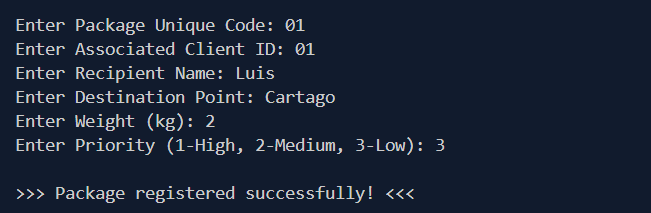 Enter Package Unique Code: 01
Enter Associated Client ID: 01
Enter Recipient Name: Luis
Enter Destination Point: Cartago
Enter Weight (kg): 2
Enter Priority (1-High, 2-Medium, 3-Low): 3
>>> Package registered successfully! <<<